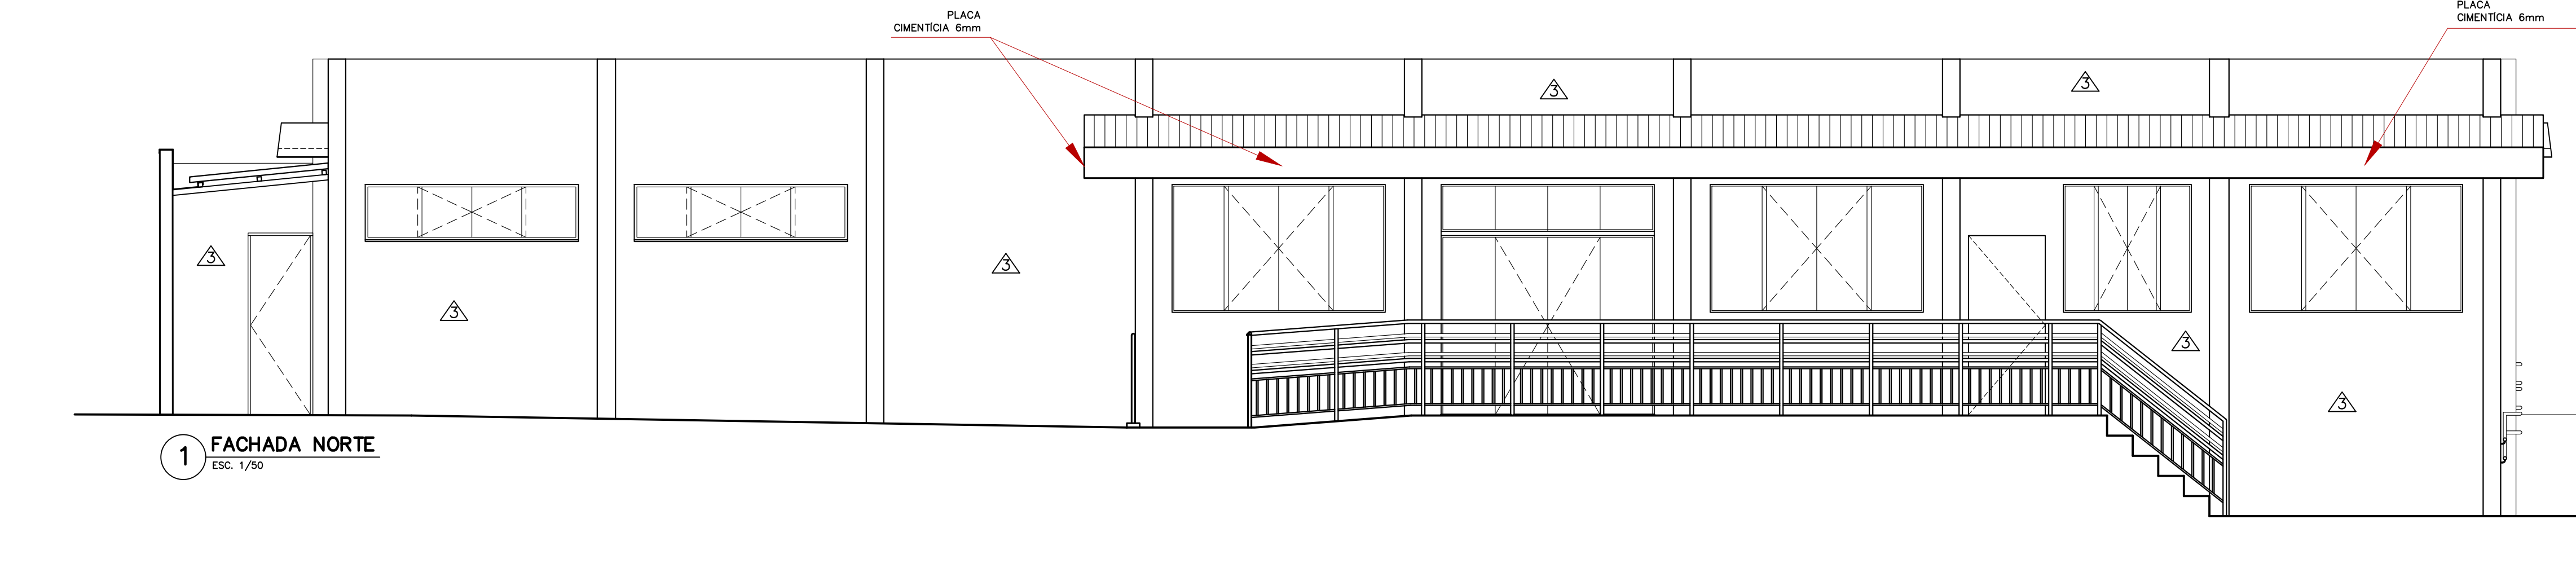 PLACA
CIMENTÍCIA 6mm
PLACA
CIMENTÍCIA 6mm
3
3
3
3
3
3
3
1
FACHADA NORTE
ESC. 1/50